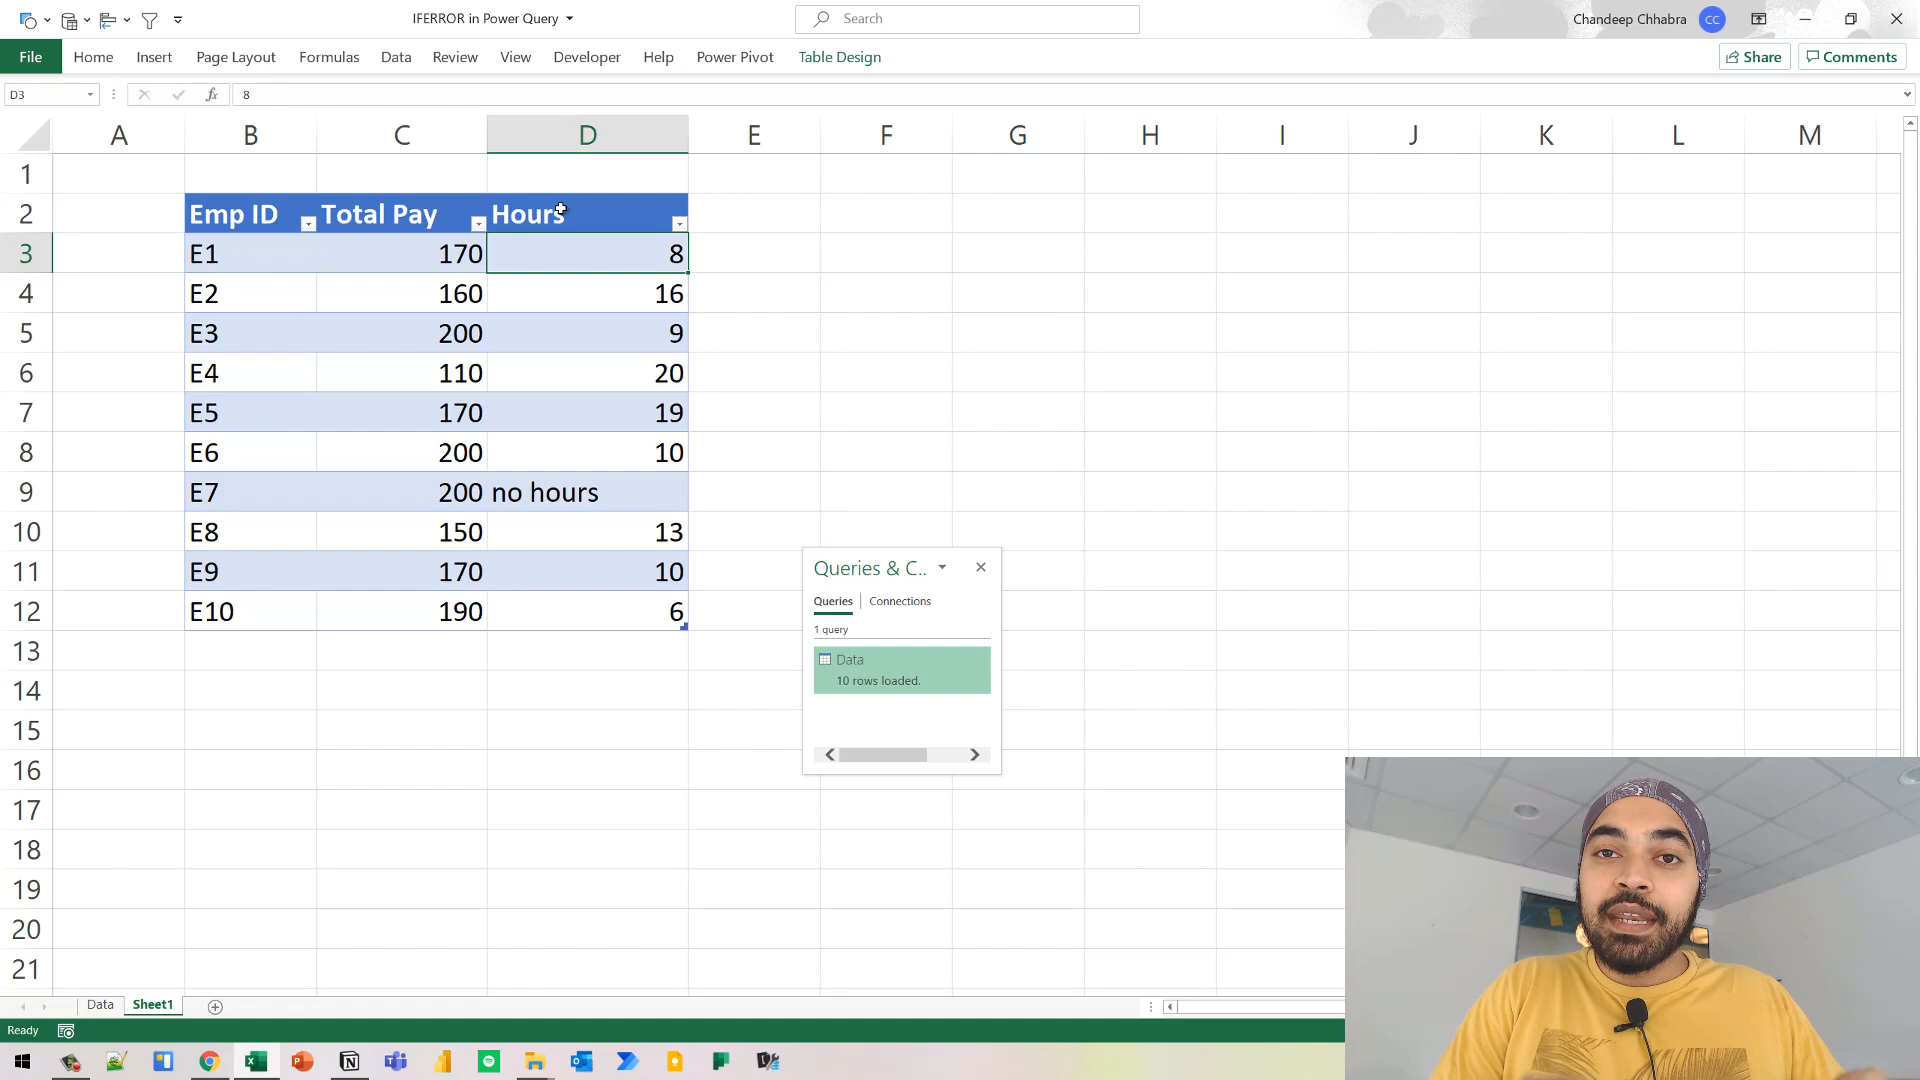 IFERROR in Power Query
Search
Chandeep Chhabra
CC
File
Home
Insert
Page Layout
Formulas
Data
Review
View
Developer
Help
Power Pivot
Table Design
Share
Comments
D3
fx
8
A B C D E F G H I J K L M
1
2 Emp ID Total Pay Hours
3 E1 170 8
4 E2 160 16
5 E3 200 9
6 E4 110 20
7 E5 170 19
8 E6 200 10
9 E7 200 no hours
10 E8 150 13
11 E9 170 10
12 E10 190 6
13
14
15
16
17
18
19
20
21
Queries & C..
Queries
Connections
1 query
Data
10 rows loaded.
Data
Sheet1
Ready